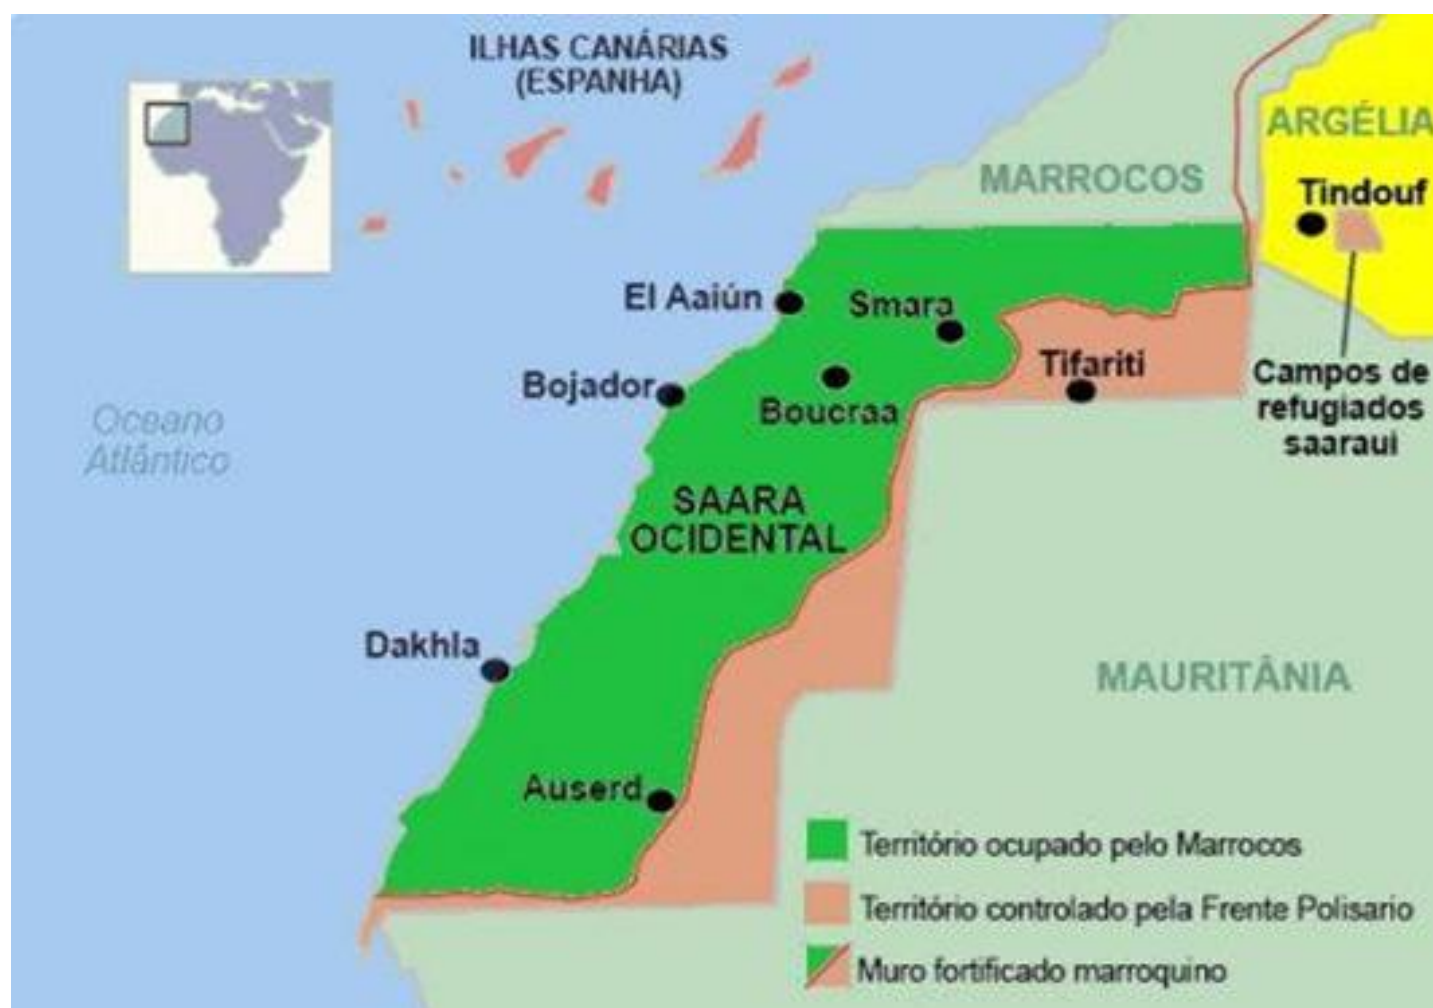 ILHAS CANÁRIAS
(ESPANHA)
ARGÉLIA
MARROCOS
Tindouf
El Aaiún
Smara
Tifariti
Bojador
Boucraa
Campos de
refugiados
saaraui
Oceano
Atlântico
SAARA
OCIDENTAL
Dakhla
MAURITÂNIA
Auserd
Território ocupado pelo Marrocos
Território controlado pela Frente Polisario
Muro fortificado marroquino